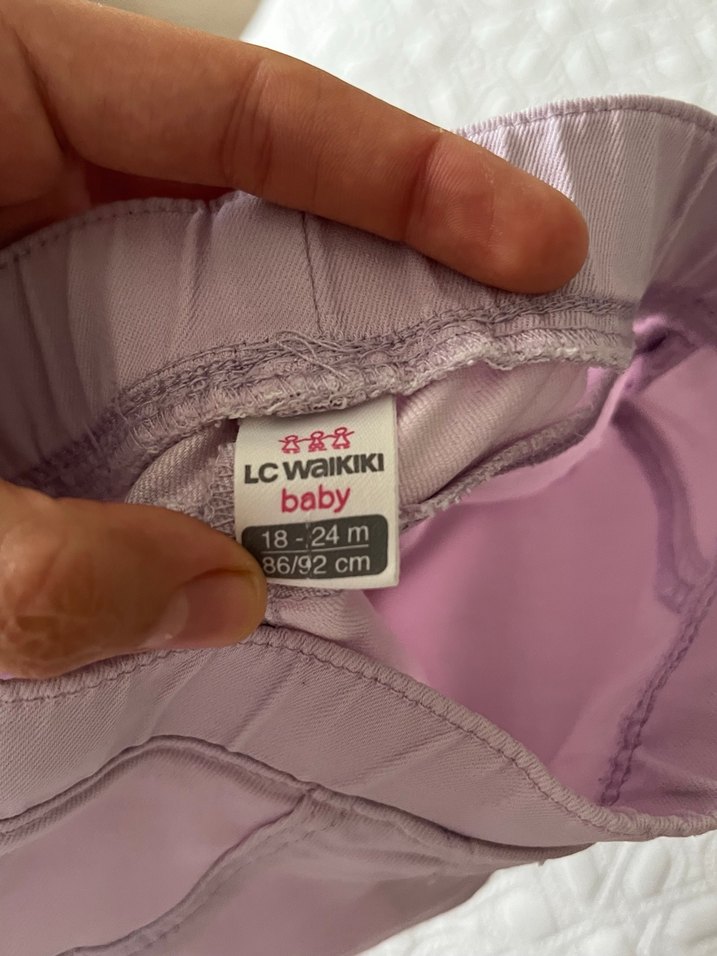 LC WaIKIKI
baby
18 - 24 m
86/92 cm